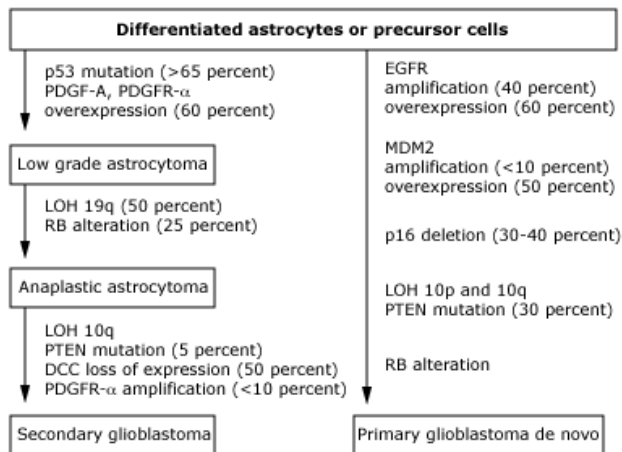 Differentiated astrocytes or precursor cells
p53 mutation (>65 percent)
PDGF-A, PDGFR-α
overexpression (60 percent)
Low grade astrocytoma
LOH 19q (50 percent)
RB alteration (25 percent)
Anaplastic astrocytoma
LOH 10q
PTEN mutation (5 percent)
DCC loss of expression (50 percent)
PDGFR-α amplification (<10 percent)
Secondary glioblastoma
EGFR
amplification (40 percent)
overexpression (60 percent)
MDM2
amplification (<10 percent)
overexpression (50 percent)
p16 deletion (30-40 percent)
LOH 10p and 10q
PTEN mutation (30 percent)
RB alteration
Primary glioblastoma de novo